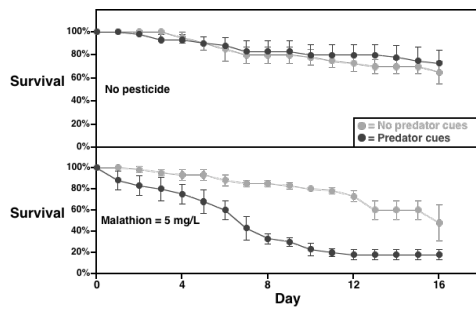 100%
80%
Survival
60%
40%
No pesticide
20%
0%
= No predator cues
= Predator cues
100%
80%
Survival
60%
40%
Malathion = 5 mg/L
20%
0%
0 4 8 12 16
Day